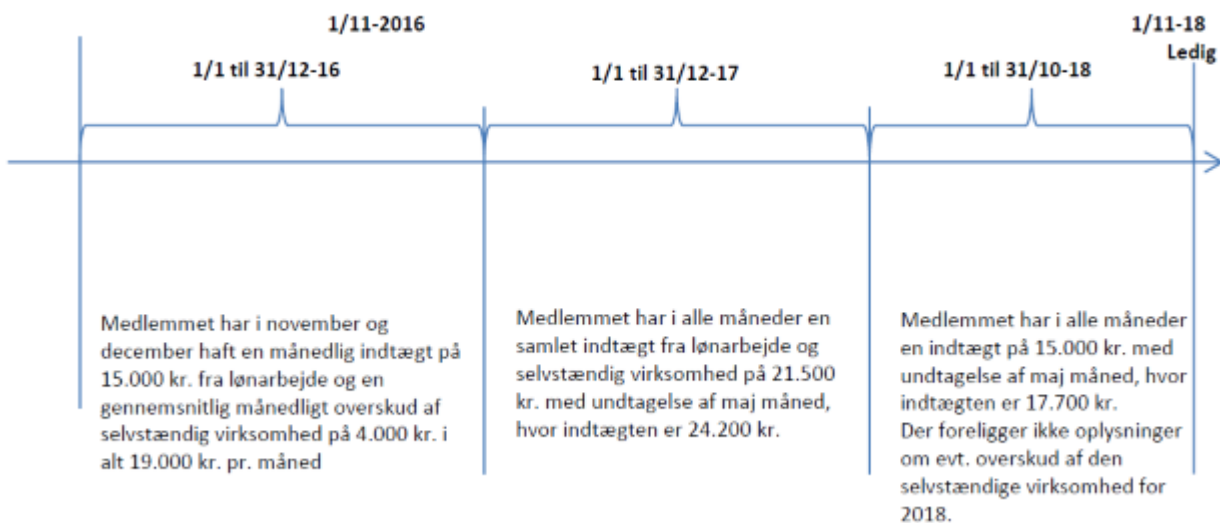 1/11-2016
1/11-18
Ledig
1/1 til 31/12-16
1/1 til 31/12-17
1/1 til 31/10-18
Medlemmet har i november og
december haft en månedlig indtægt på
15.000 kr. fra lønarbejde og en
gennemsnitlig månedligt overskud af
selvstændig virksomhed på 4.000 kr. i
alt 19.000 kr. pr. måned
Medlemmet har i alle måneder en
samlet indtægt fra lønarbejde og
selvstændig virksomhed på 21.500
kr. med undtagelse af maj måned,
hvor indtægten er 24.200 kr.
Medlemmet har i alle måneder
en indtægt på 15.000 kr. med
undtagelse af maj måned, hvor
indtægten er 17.700 kr.
Der foreligger ikke oplysninger
om evt. overskud af den
selvstændige virksomhed for
2018.